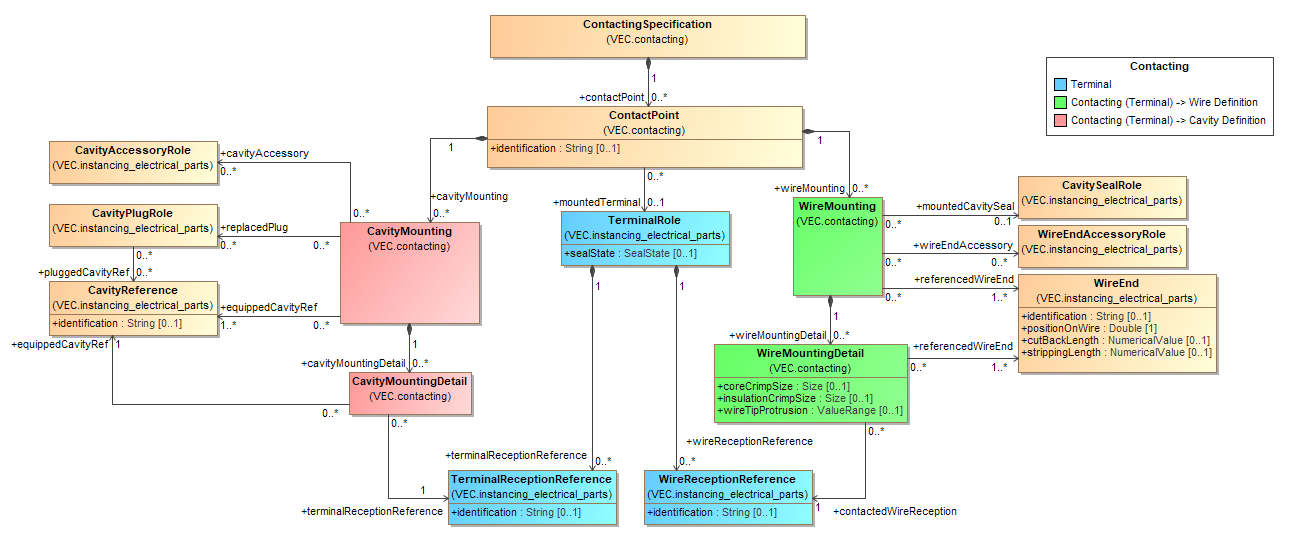 ContactingSpecification
(VEC.contacting)
1
+contactPoint 0..*
ContactPoint
(VEC.contacting)
+identification : String [0..1]
Contacting
Terminal
Contacting (Terminal) -> Wire Definition
Contacting (Terminal) -> Cavity Definition
1
+cavityMounting
0..*
0..*
+mountedTerminal 0..1
1
+wireMounting 0..*
CavityAccessoryRole
(VEC.instancing_electrical_parts)
+cavityAccessory
0..*
0..*
CavityPlugRole
(VEC.instancing_electrical_parts)
+replacedPlug
0..*
0..*
0..*
+pluggedCavityRef 0..*
CavityReference
(VEC.instancing_electrical_parts)
+identification : String [0..1]
+equippedCavityRef
1..*
0..*
+equippedCavityRef 1
CavityMounting
(VEC.contacting)
1
+cavityMountingDetail 0..*
CavityMountingDetail
(VEC.contacting)
0..*
0..*
TerminalRole
(VEC.instancing_electrical_parts)
+sealState : SealState [0..1]
1
1
WireMounting
(VEC.contacting)
+mountedCavitySeal
0..*
0..1
CavitySealRole
(VEC.instancing_electrical_parts)
+wireEndAccessory
0..*
0..*
WireEndAccessoryRole
(VEC.instancing_electrical_parts)
+referencedWireEnd
0..*
1..*
WireEnd
(VEC.instancing_electrical_parts)
+identification : String [0..1]
+positionOnWire : Double [1]
+cutBackLength : NumericalValue [0..1]
+strippingLength : NumericalValue [0..1]
1
+wireMountingDetail 0..*
WireMountingDetail
(VEC.contacting)
+coreCrimpSize : Size [0..1]
+insulationCrimpSize : Size [0..1]
+wireTipProtrusion : ValueRange [0..1]
+referencedWireEnd
0..*
1..*
0..*
+terminalReceptionReference
0..*
+wireReceptionReference
0..*
TerminalReceptionReference
(VEC.instancing_electrical_parts)
+identification : String [0..1]
1
+terminalReceptionReference
WireReceptionReference
(VEC.instancing_electrical_parts)
+identification : String [0..1]
1
+contactedWireReception